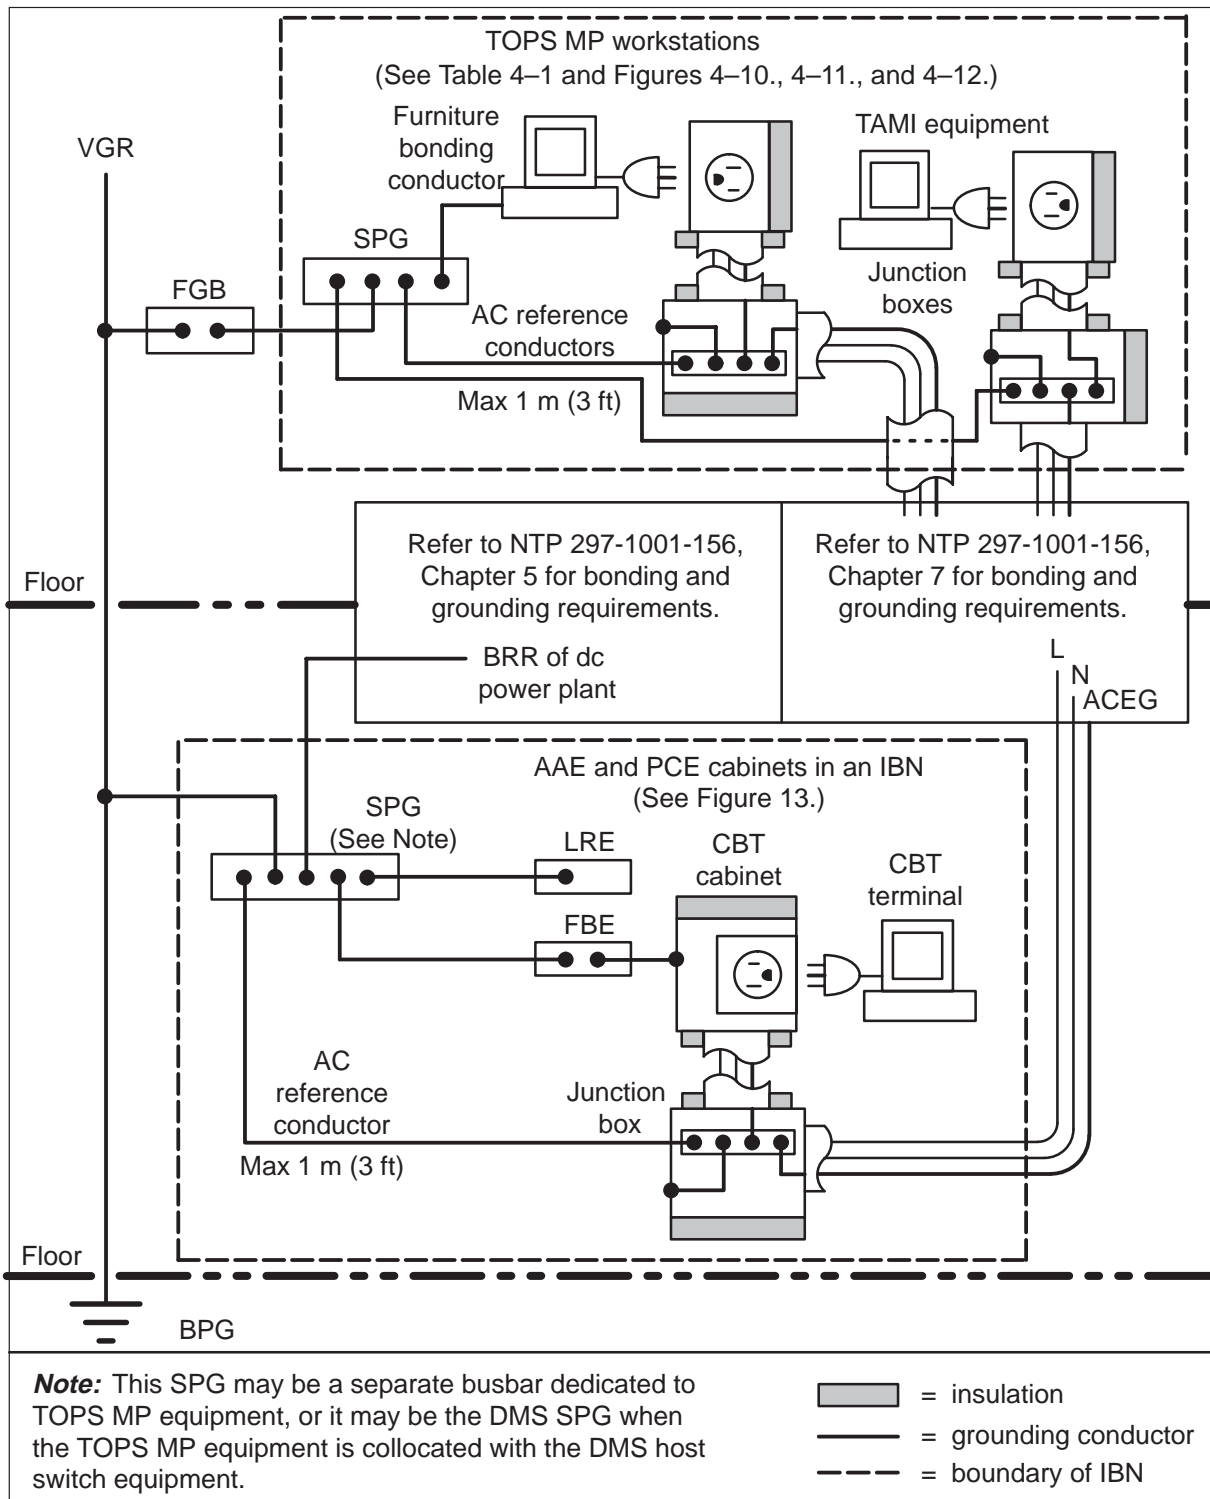 TOPS MP workstations
(See Table 4–1 and Figures 4–10., 4–11., and 4–12.)
Furniture
bonding
conductor
TAMI equipment
VGR
SPG
FGB
Junction
boxes
AC reference
conductors
Max 1 m (3 ft)
Refer to NTP 297-1001-156,
Chapter 5 for bonding and
grounding requirements.
Refer to NTP 297-1001-156,
Chapter 7 for bonding and
grounding requirements.
Floor
BRR of dc
power plant
L
N
ACEG
AAE and PCE cabinets in an IBN
(See Figure 13.)
SPG
(See Note)
LRE
CBT
cabinet
CBT
terminal
FBE
AC
reference
conductor
Junction
box
Max 1 m (3 ft)
Floor
BPG
Note: This SPG may be a separate busbar dedicated to
TOPS MP equipment, or it may be the DMS SPG when
the TOPS MP equipment is collocated with the DMS host
switch equipment.
= insulation
= grounding conductor
= boundary of IBN